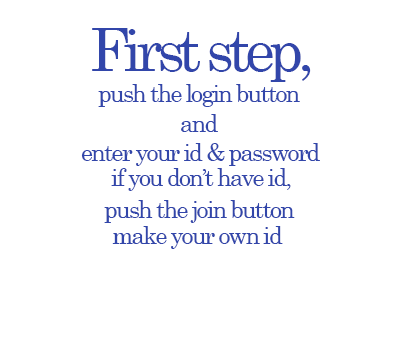 First step,
push the login button
and
enter your id & password
if you don't have id,
push the join button
make your own id